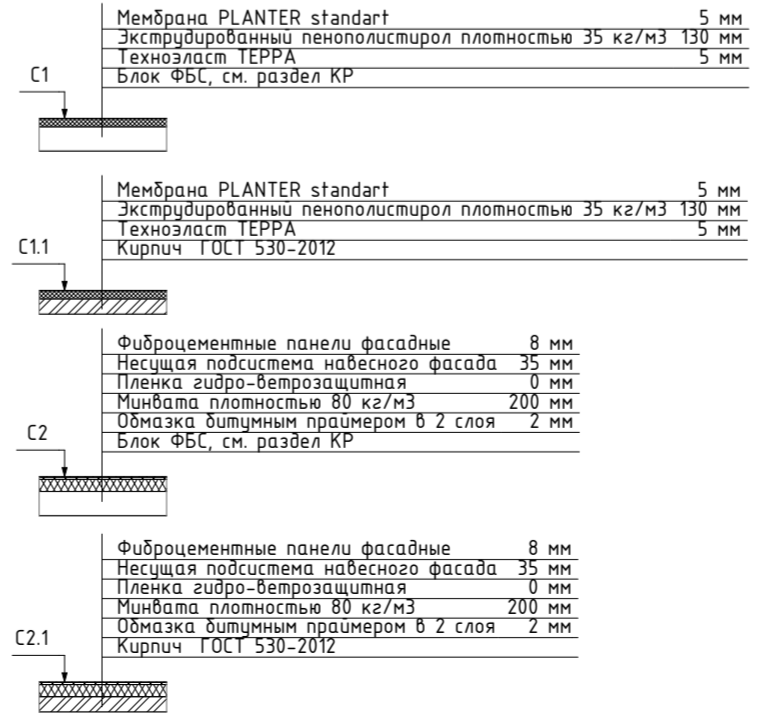 Мембрана PLANTER standart 5 мм
Экструдированный пенополистирол плотностью 35 кг/м3 130 мм
Техноэласт ТЕРРА 5 мм
Блок ФБС, см. раздел КР
С1
Мембрана PLANTER standart 5 мм
Экструдированный пенополистирол плотностью 35 кг/м3 130 мм
Техноэласт ТЕРРА 5 мм
Кирпич ГОСТ 530-2012
С1.1
Фиброцементные панели фасадные 8 мм
Несущая подсистема навесного фасада 35 мм
Пленка гидро-ветрозащитная 0 мм
Минвата плотностью 80 кг/м3 200 мм
Обмазка битумным праймером в 2 слоя 2 мм
Блок ФБС, см. раздел КР
С2
Фиброцементные панели фасадные 8 мм
Несущая подсистема навесного фасада 35 мм
Пленка гидро-ветрозащитная 0 мм
Минвата плотностью 80 кг/м3 200 мм
Обмазка битумным праймером в 2 слоя 2 мм
Кирпич ГОСТ 530-2012
С2.1